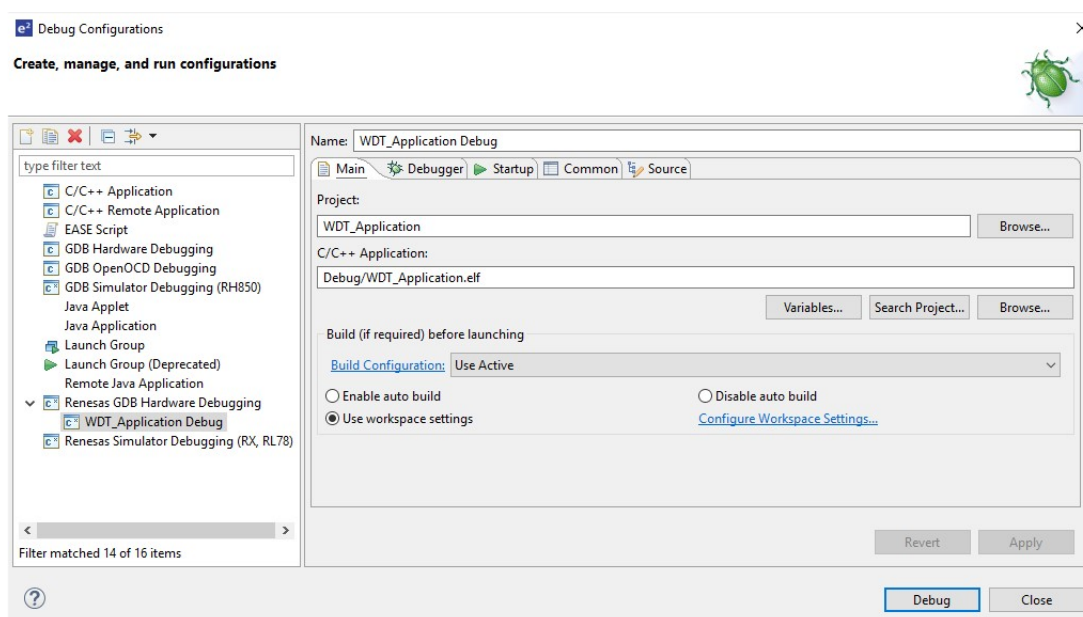 e² Debug Configurations
Create, manage, and run configurations
type filter text
C/C++ Application
C/C++ Remote Application
EASE Script
GDB Hardware Debugging
GDB OpenOCD Debugging
GDB Simulator Debugging (RH850)
Java Applet
Java Application
Launch Group
Launch Group (Deprecated)
Remote Java Application
Renesas GDB Hardware Debugging
WDT_Application Debug
Renesas Simulator Debugging (RX, RL78)
Filter matched 14 of 16 items
Name: WDT_Application Debug
Main Debugger Startup Common Source
Project:
WDT_Application Browse...
C/C++ Application:
Debug/WDT_Application.elf
Variables... Search Project... Browse...
Build (if required) before launching
Build Configuration: Use Active
Enable auto build Disable auto build
Use workspace settings Configure Workspace Settings...
Revert Apply
Debug Close